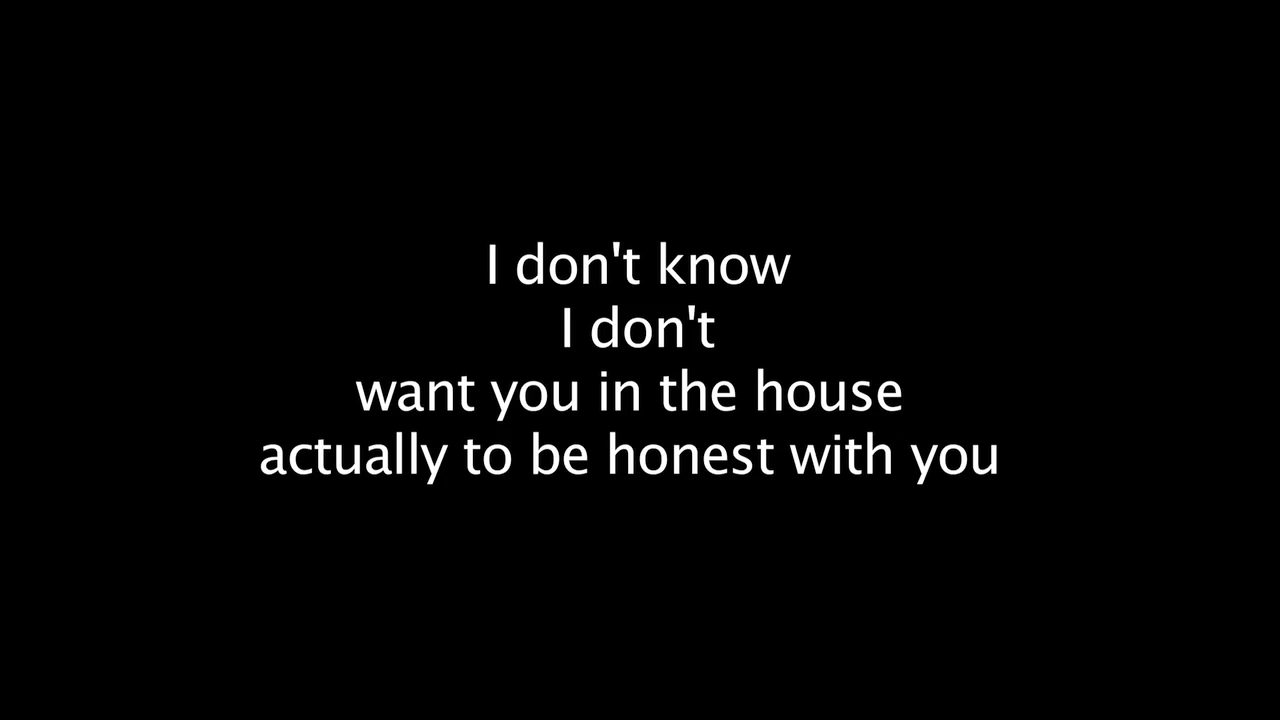 I don't know
I don't
want you in the house
actually to be honest with you